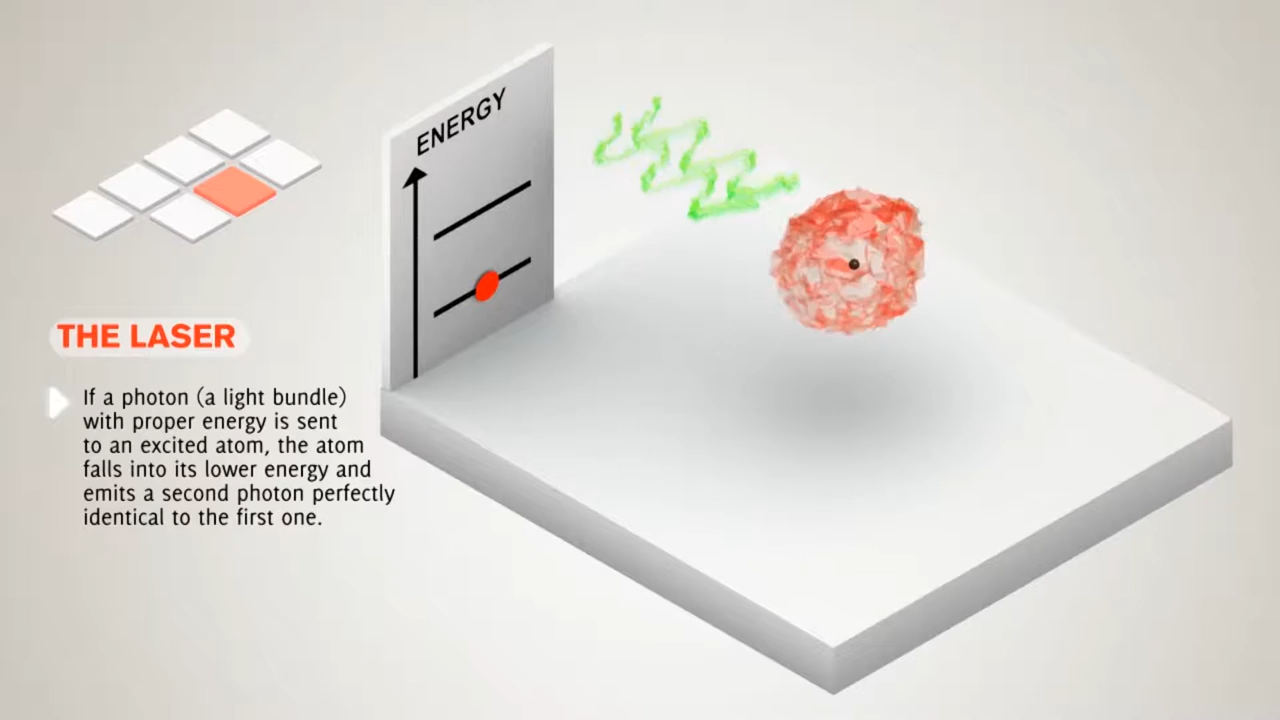 ENERGY
THE LASER
If a photon (a light bundle)
with proper energy is sent
to an excited atom, the atom
falls into its lower energy and
emits a second photon perfectly
identical to the first one.